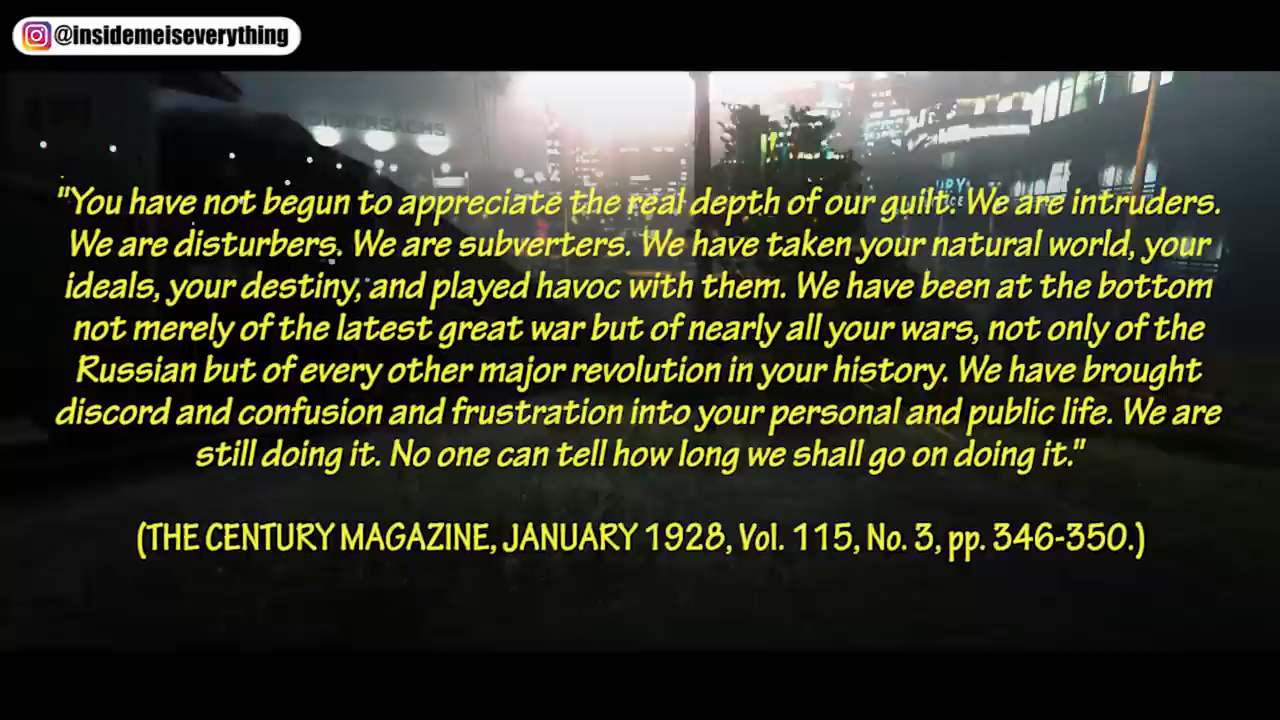 @insidemeiseverything
"You have not begun to appreciate the real depth of our guilt. We are intruders.
We are disturbers. We are subverters. We have taken your natural world, your
ideals, your destiny, and played havoc with them. We have been at the bottom
not merely of the latest great war but of nearly all your wars, not only of the
Russian but of every other major revolution in your history. We have brought
discord and confusion and frustration into your personal and public life. We are
still doing it. No one can tell how long we shall go on doing it."
(THE CENTURY MAGAZINE, JANUARY 1928, Vol. 115, No. 3, pp. 346-350.)